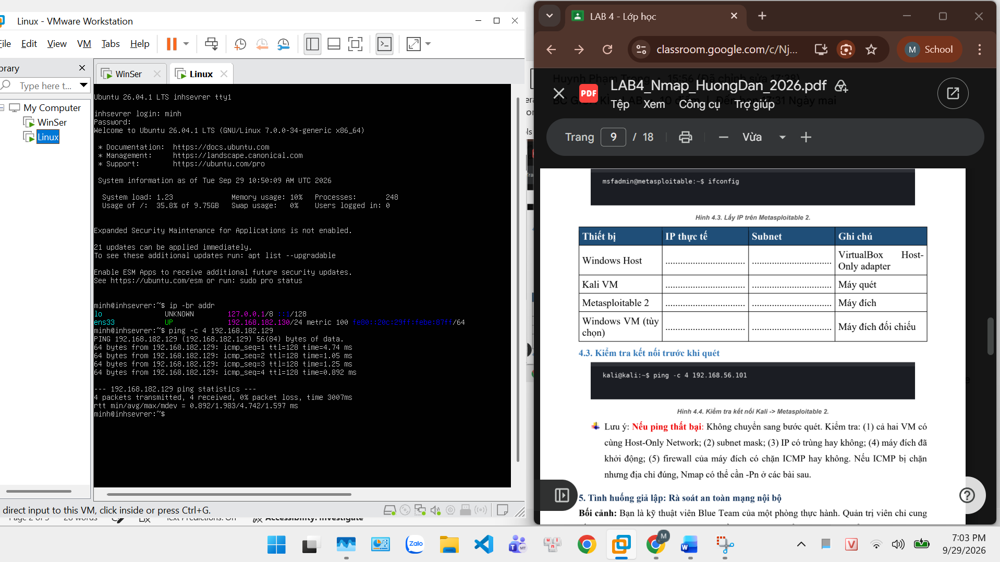 Linux - VMware Workstation
File Edit View VM Tabs Help
Library
Type here t...
My Computer
WinSer
Linux
WinSer
Linux
Ubuntu 26.04.1 LTS inhsevrer tty1
inhsevrer login: minh
Password:
Welcome to Ubuntu 26.04.1 LTS (GNU/Linux 7.0.0-34-generic x86_64)
* Documentation: https://docs.ubuntu.com
* Management: https://landscape.canonical.com
* Support: https://ubuntu.com/pro
System information as of Tue Sep 29 10:50:09 AM UTC 2026
System load: 1.23 Memory usage: 10% Processes: 248
Usage of /: 35.8% of 9.75GB Swap usage: 0% Users logged in: 0
Expanded Security Maintenance for Applications is not enabled.
21 updates can be applied immediately.
To see these additional updates run: apt list --upgradable
Enable ESM Apps to receive additional future security updates.
See https://ubuntu.com/esm or run: sudo pro status
minh@inhsevrer:~$ ip -br addr
lo UNKNOWN 127.0.0.1/8 ::1/128
ens33 UP 192.168.182.130/24 metric 100 fe80::20c:29ff:febe:87ff/64
minh@inhsevrer:~$ ping -c 4 192.168.182.129
PING 192.168.182.129 (192.168.182.129) 56(84) bytes of data.
64 bytes from 192.168.182.129: icmp_seq=1 ttl=128 time=4.74 ms
64 bytes from 192.168.182.129: icmp_seq=2 ttl=128 time=1.05 ms
64 bytes from 192.168.182.129: icmp_seq=3 ttl=128 time=1.25 ms
64 bytes from 192.168.182.129: icmp_seq=4 ttl=128 time=0.892 ms
--- 192.168.182.129 ping statistics ---
4 packets transmitted, 4 received, 0% packet loss, time 3007ms
rtt min/avg/max/mdev = 0.892/1.983/4.742/1.597 ms
minh@inhsevrer:~$
direct input to this VM, click inside or press Ctrl+G.
LAB 4 - Lớp học
classroom.google.com/c/Nj...
M School
Huynh Phạm Trong • 15:56 (Đã chỉnh sửa 17:38)
LAB4_Nmap_HuongDan_2026.pdf
PDF
Tệp Xem Công cụ Trợ giúp
Trang 9 / 18 Vừa
msfadmin@metasploitable:~$ ifconfig
Hình 4.3. Lấy IP trên Metasploitable 2.
Thiết bị IP thực tế Subnet Ghi chú
Windows Host VirtualBox Host-Only adapter
Kali VM Máy quét
Metasploitable 2 Máy đích
Windows VM (tùy chọn) Máy đích đối chiếu
4.3. Kiểm tra kết nối trước khi quét
kali@kali:~$ ping -c 4 192.168.56.101
Hình 4.4. Kiểm tra kết nối Kali -> Metasploitable 2.
Lưu ý: Nếu ping thất bại: Không chuyển sang bước quét. Kiểm tra: (1) cả hai VM có
cùng Host-Only Network; (2) subnet mask; (3) IP có trùng hay không; (4) máy đích đã
khởi động; (5) firewall của máy đích có chặn ICMP hay không. Nếu ICMP bị chặn
nhưng địa chỉ đúng, Nmap có thể cần -Pn ở các bài sau.
5. Tình huống giả lập: Rà soát an toàn mạng nội bộ
Bối cảnh: Bạn là kỹ thuật viên Blue Team của một phòng thực hành. Quản trị viên chỉ cung
Zalo
7:03 PM
9/29/2026